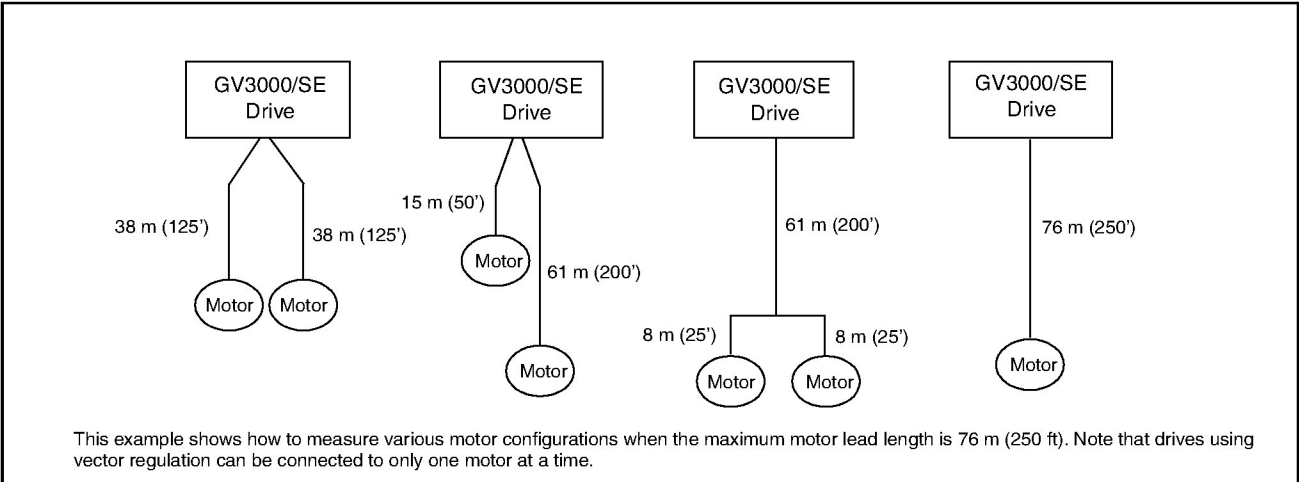 GV3000/SE
Drive
GV3000/SE
Drive
GV3000/SE
Drive
GV3000/SE
Drive
38 m (125')
38 m (125')
Motor
Motor
15 m (50')
Motor
61 m (200')
Motor
61 m (200')
8 m (25')
8 m (25')
Motor
Motor
76 m (250')
Motor
This example shows how to measure various motor configurations when the maximum motor lead length is 76 m (250 ft). Note that drives using
vector regulation can be connected to only one motor at a time.